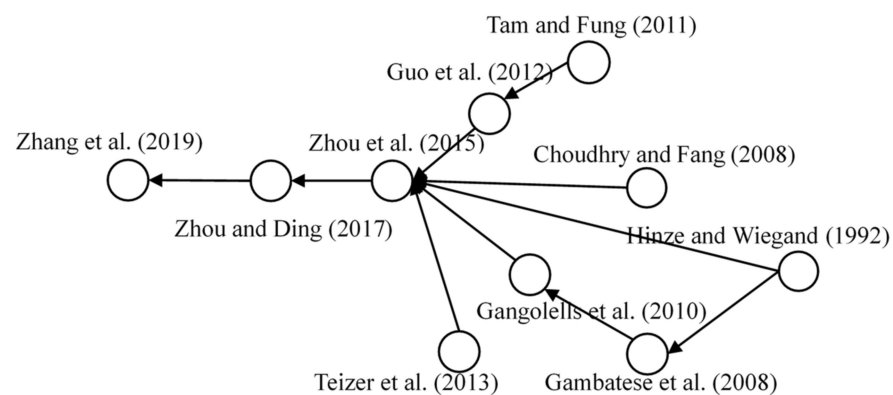 Tam and Fung (2011)
Guo et al. (2012)
Zhang et al. (2019)
Zhou et al. (2015)
Choudhry and Fang (2008)
Zhou and Ding (2017)
Hinze and Wiegand (1992)
Gangolells et al. (2010)
Teizer et al. (2013)
Gambatese et al. (2008)